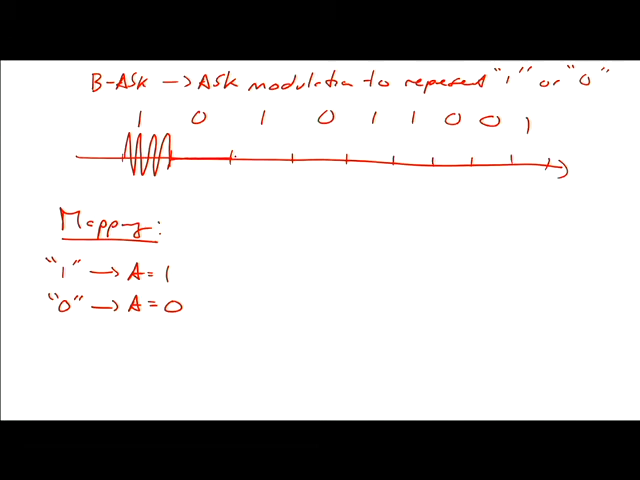 B-ASK → ASK modulation to represent "1" or "0"
1 0 1 0 1 1 0 0 1
Mapping:
"1" → A = 1
"0" → A = 0